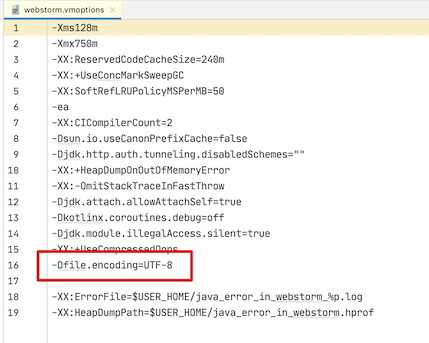 webstorm.vmoptions
1 -Xms128m
2 -Xmx750m
3 -XX:ReservedCodeCacheSize=240m
4 -XX:+UseConcMarkSweepGC
5 -XX:SoftRefLRUPolicyMSPerMB=50
6 -ea
7 -XX:CICompilerCount=2
8 -Dsun.io.useCanonPrefixCache=false
9 -Djdk.http.auth.tunneling.disabledSchemes=""
10 -XX:+HeapDumpOnOutOfMemoryError
11 -XX:-OmitStackTraceInFastThrow
12 -Djdk.attach.allowAttachSelf=true
13 -Dkotlinx.coroutines.debug=off
14 -Djdk.module.illegalAccess.silent=true
15 -XX:+UseCompressedOops
16 -Dfile.encoding=UTF-8
17
18 -XX:ErrorFile=$USER_HOME/java_error_in_webstorm_%p.log
19 -XX:HeapDumpPath=$USER_HOME/java_error_in_webstorm.hprof